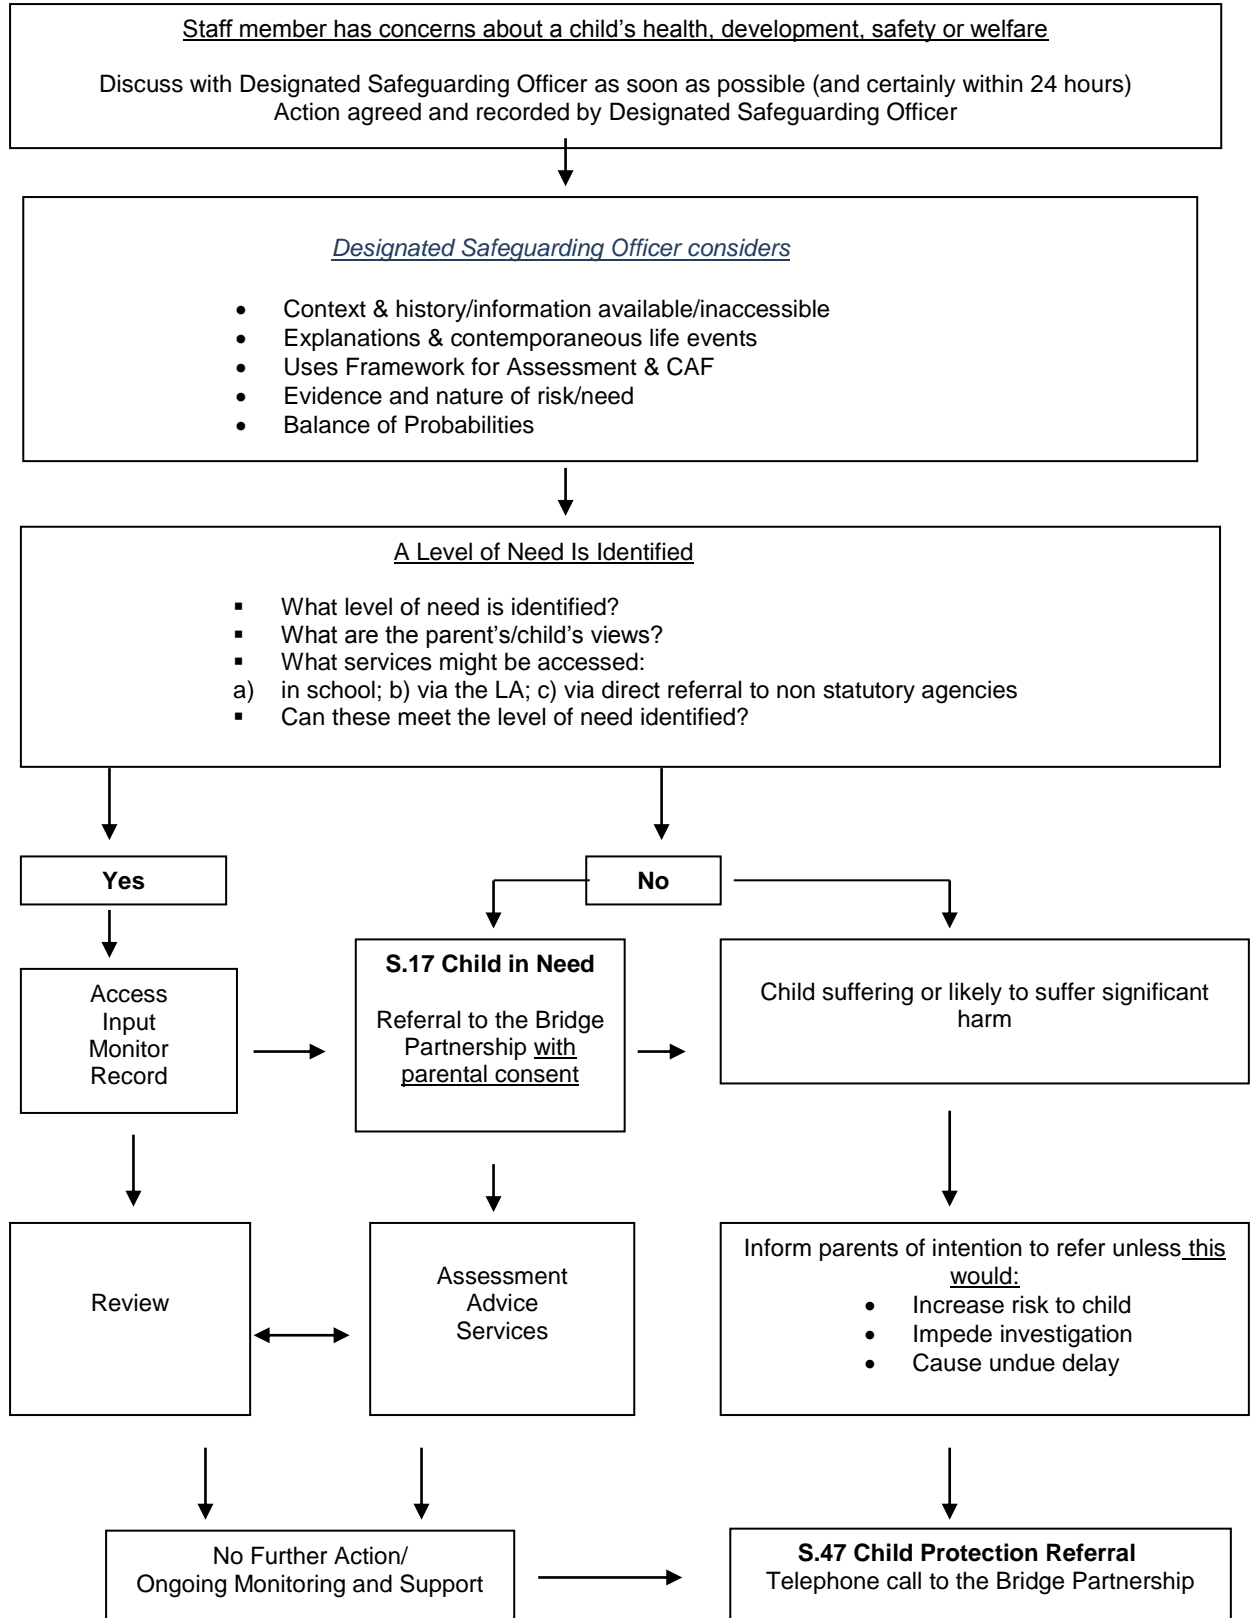 Staff member has concerns about a child's health, development, safety or welfare
Discuss with Designated Safeguarding Officer as soon as possible (and certainly within 24 hours)
Action agreed and recorded by Designated Safeguarding Officer
Designated Safeguarding Officer considers
• Context & history/information available/inaccessible
• Explanations & contemporaneous life events
• Uses Framework for Assessment & CAF
• Evidence and nature of risk/need
• Balance of Probabilities
A Level of Need Is Identified
▪ What level of need is identified?
▪ What are the parent's/child's views?
▪ What services might be accessed:
a) in school; b) via the LA; c) via direct referral to non statutory agencies
▪ Can these meet the level of need identified?
Yes
No
Access
Input
Monitor
Record
S.17 Child in Need
Referral to the Bridge
Partnership with
parental consent
Child suffering or likely to suffer significant
harm
Review
Assessment
Advice
Services
Inform parents of intention to refer unless this
would:
• Increase risk to child
• Impede investigation
• Cause undue delay
No Further Action/
Ongoing Monitoring and Support
S.47 Child Protection Referral
Telephone call to the Bridge Partnership